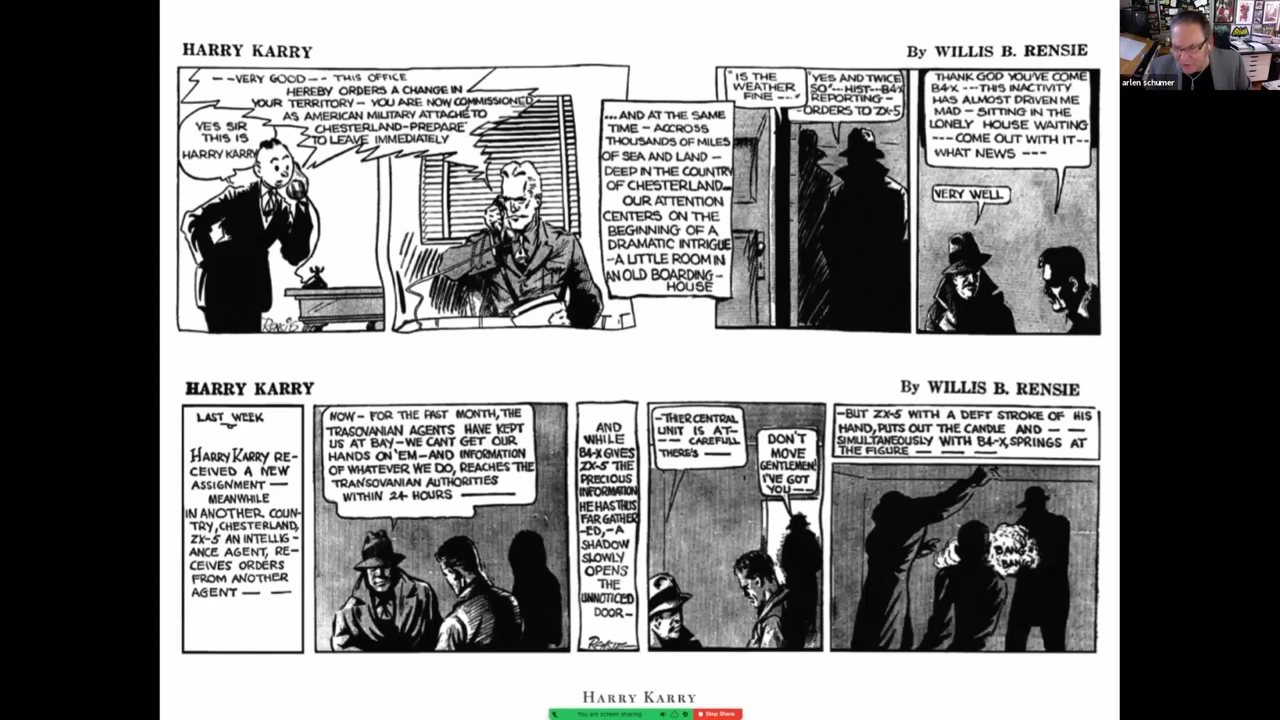 HARRY KARRY
By WILLIS B. RENSIE
--VERY GOOD-- THIS OFFICE
HEREBY ORDERS A CHANGE IN
YOUR TERRITORY- YOU ARE NOW COMMISSIONED
AS AMERICAN MILITARY ATTACHE TO
CHESTERLAND-PREPARE
TO LEAVE IMMEDIATELY
YES SIR
THIS IS
HARRY KARRY
...AND AT THE SAME
TIME - ACCROSS
THOUSANDS OF MILES
OF SEA AND LAND -
DEEP IN THE COUNTRY
OF CHESTERLAND...
OUR ATTENTION
CENTERS ON THE
BEGINNING OF A
DRAMATIC INTRIGUE
-A LITTLE ROOM IN
AN OLD BOARDING-
HOUSE
"IS THE
WEATHER
FINE ---"
"YES AND TWICE
SO"---HIST--B4-X
REPORTING-
-ORDERS TO ZX-5
THANK GOD YOU'VE COME
B4-X ---THIS INACTIVITY
HAS ALMOST DRIVEN ME
MAD - SITTING IN THE
LONELY HOUSE WAITING
---COME OUT WITH IT--
WHAT NEWS ---
VERY WELL
HARRY KARRY
By WILLIS B. RENSIE
LAST WEEK
HARRY KARRY RE-
CEIVED A NEW
ASSIGNMENT —
MEANWHILE
IN ANOTHER COUN-
TRY, CHESTERLAND,
ZX-5 AN INTELLIG-
ANCE AGENT, RE-
CEIVES ORDERS
FROM ANOTHER
AGENT — —
NOW- FOR THE PAST MONTH, THE
TRASOVANIAN AGENTS HAVE KEPT
US AT BAY-WE CANT GET OUR
HANDS ON 'EM-AND INFORMATION
OF WHATEVER WE DO, REACHES THE
TRANSOVANIAN AUTHORITIES
WITHIN 24 HOURS ——
AND
WHILE
B4-X GIVES
ZX-5 THE
PRECIOUS
INFORMATION
HE HAS THUS
FAR GATHER
-ED,-A
SHADOW
SLOWLY
OPENS
THE
UNNOTICED
DOOR-
-THER CENTRAL
UNIT IS AT-
-- CAREFULL
THERE'S ——
DON'T
MOVE
GENTLEMEN!
I'VE GOT
YOU——
-BUT ZX-5 WITH A DEFT STROKE OF HIS
HAND, PUTS OUT THE CANDLE AND — —
SIMULTANEOUSLY WITH B4-X, SPRINGS AT
THE FIGURE — — —
BANG
BANG
HARRY KARRY
You are screen sharing
Stop Share
arlen schumer